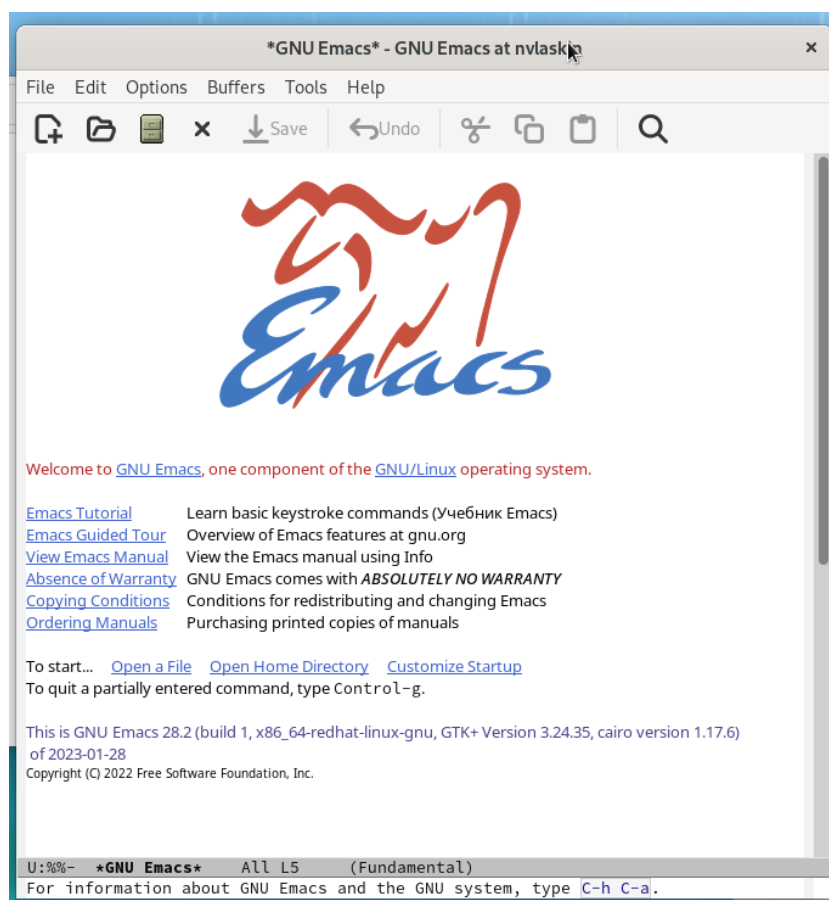 *GNU Emacs* - GNU Emacs at nvlaskin
File Edit Options Buffers Tools Help
Save Undo
Emacs
Welcome to GNU Emacs, one component of the GNU/Linux operating system.
Emacs Tutorial Learn basic keystroke commands (Учебник Emacs)
Emacs Guided Tour Overview of Emacs features at gnu.org
View Emacs Manual View the Emacs manual using Info
Absence of Warranty GNU Emacs comes with ABSOLUTELY NO WARRANTY
Copying Conditions Conditions for redistributing and changing Emacs
Ordering Manuals Purchasing printed copies of manuals
To start... Open a File Open Home Directory Customize Startup
To quit a partially entered command, type Control-g.
This is GNU Emacs 28.2 (build 1, x86_64-redhat-linux-gnu, GTK+ Version 3.24.35, cairo version 1.17.6)
of 2023-01-28
Copyright (C) 2022 Free Software Foundation, Inc.
U:%%- *GNU Emacs* All L5 (Fundamental)
For information about GNU Emacs and the GNU system, type C-h C-a.